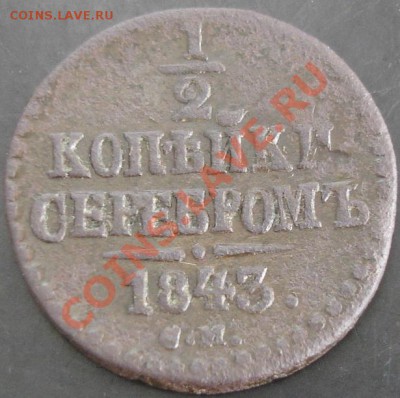 COINS.LAVE.RU
1
2.
КОПѢЙКИ
СЕРЕБРОМЪ
1843.
С.М.
COINS.LAVE.RU